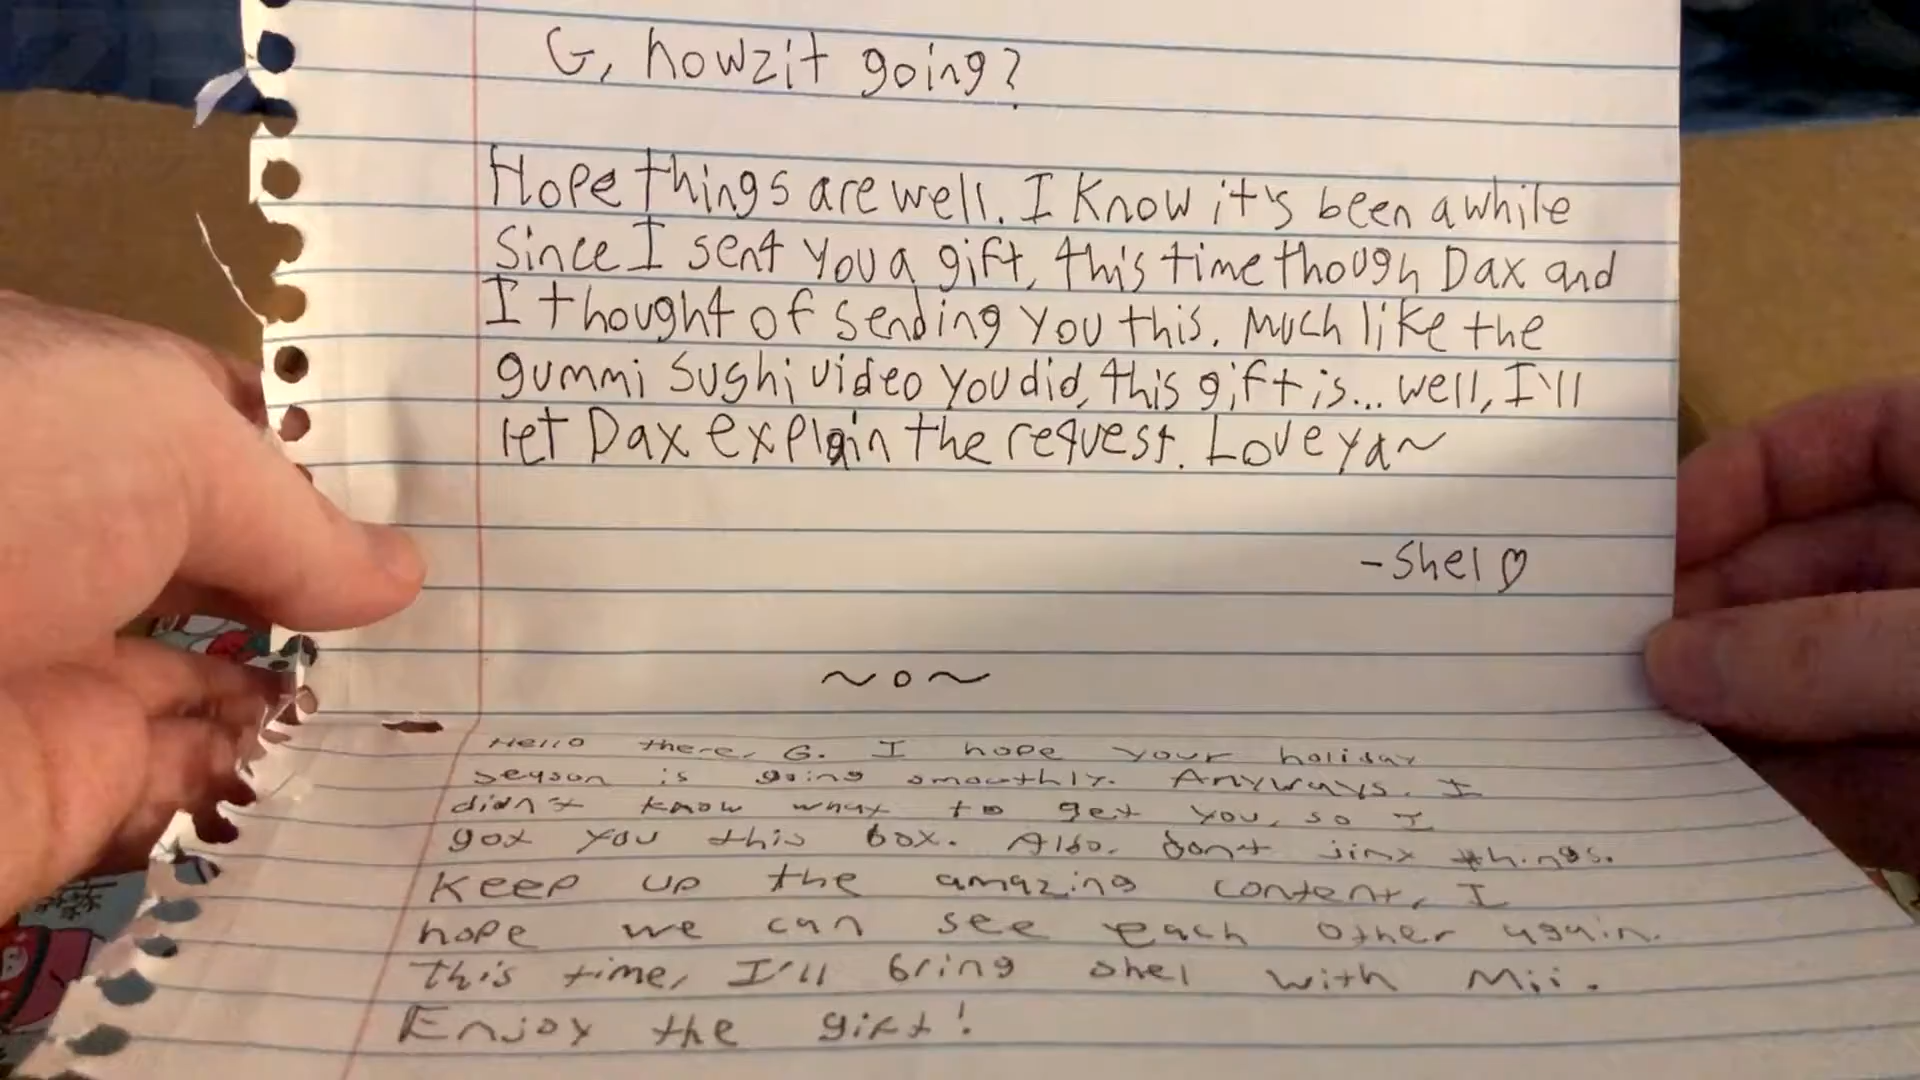 G, howzit going?
Hope things are well. I Know it's been a while
Since I sent you a gift, this time though Dax and
I thought of sending you this. Much like the
gummi sushi video you did, this gift is... well, I'll
let Dax explain the request. Love ya~
-Shel ♡
~o~
Hello there, G. I hope your holiday
season is going smoothly. Anyways. I
didn't know what to get you, so I
got you this box. Also, don't jinx things.
Keep up the amazing content, I
hope we can see each other again.
This time, I'll bring Shel with Mii.
Enjoy the gift!